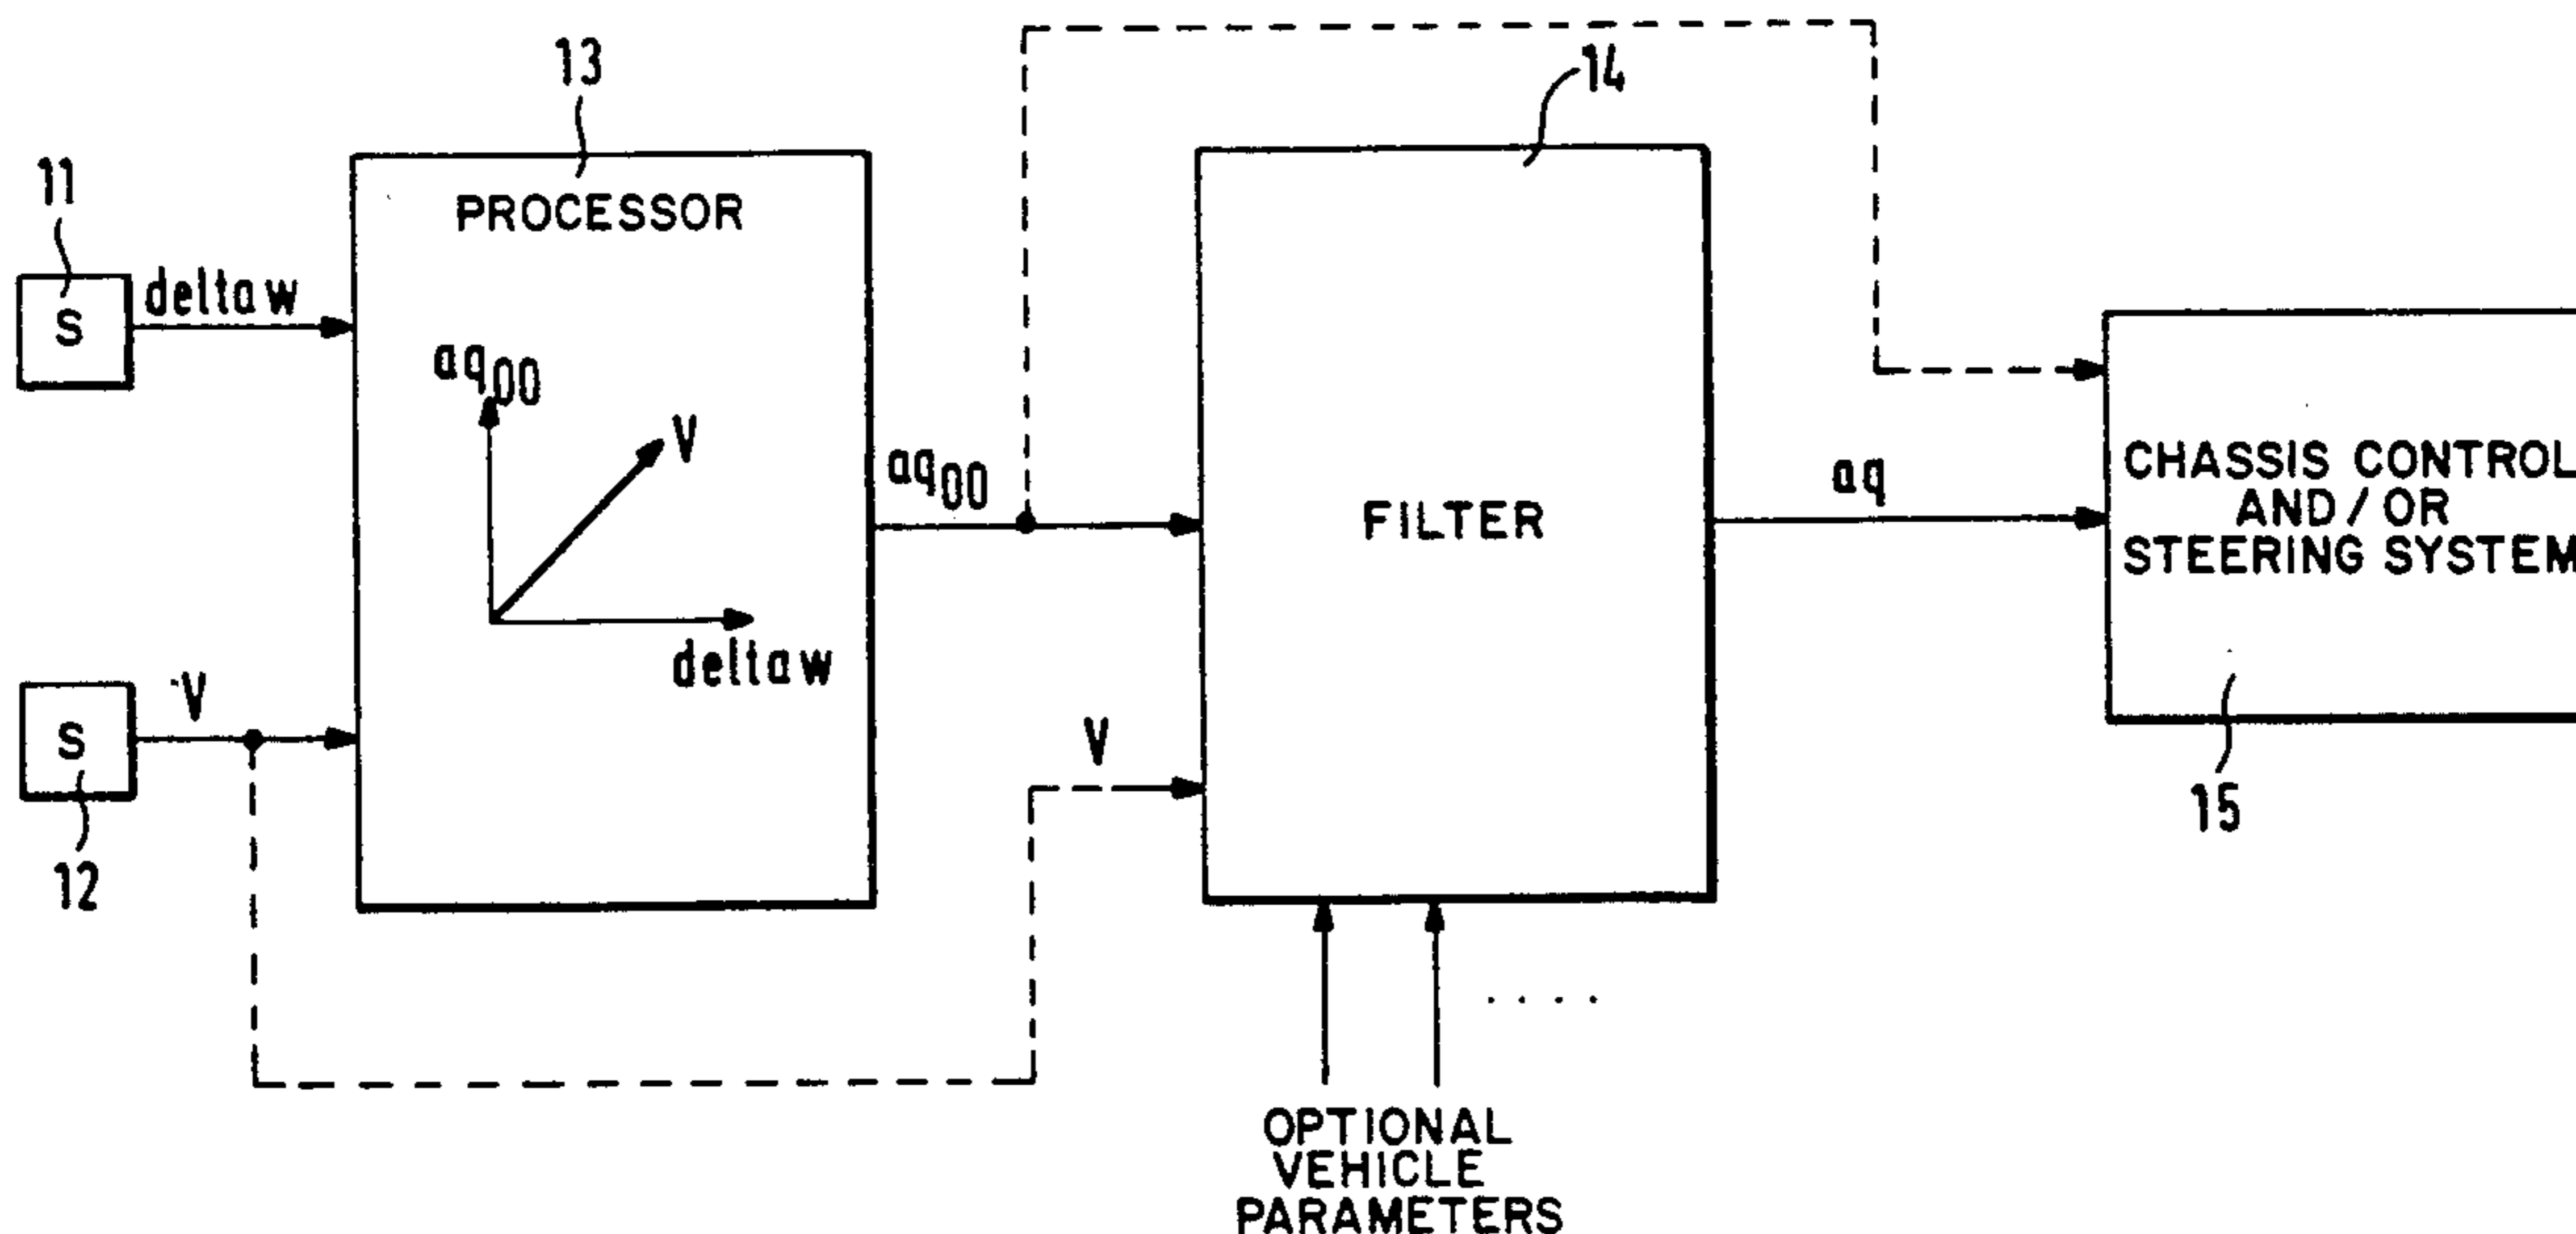 13
14
11
PROCESSOR
S
deltaw
aq00
V
deltaw
aq00
V
S
12
V
FILTER
aq
CHASSIS CONTROL
AND/OR
STEERING SYSTEM
15
....
OPTIONAL
VEHICLE
PARAMETERS